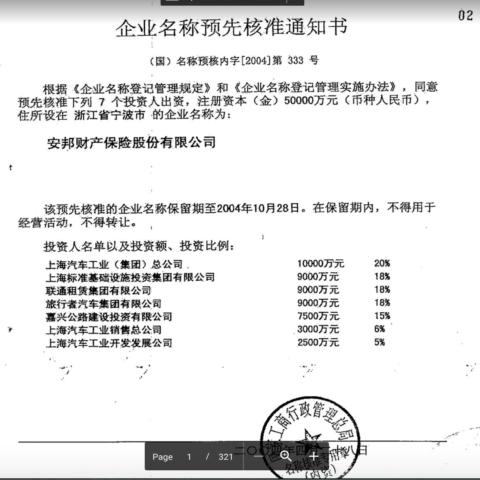 02
企业名称预先核准通知书
（国）名称预核内字[2004]第 333 号
根据《企业名称登记管理规定》和《企业名称登记管理实施办法》，同意
预先核准下列 7 个投资人出资，注册资本（金）50000万元（币种人民币），
住所设在 浙江省宁波市 的企业名称为：
安邦财产保险股份有限公司
该预先核准的企业名称保留期至2004年10月28日。在保留期内，不得用于
经营活动，不得转让。
投资人名单以及投资额、投资比例：
上海汽车工业（集团）总公司 10000万元 20%
上海标准基础设施投资集团有限公司 9000万元 18%
联通租赁集团有限公司 9000万元 18%
旅行者汽车集团有限公司 9000万元 18%
嘉兴公路建设投资有限公司 7500万元 15%
上海汽车工业销售总公司 3000万元 6%
上海汽车工业开发发展公司 2500万元 5%
工商行政管理总局
Page 1 / 321